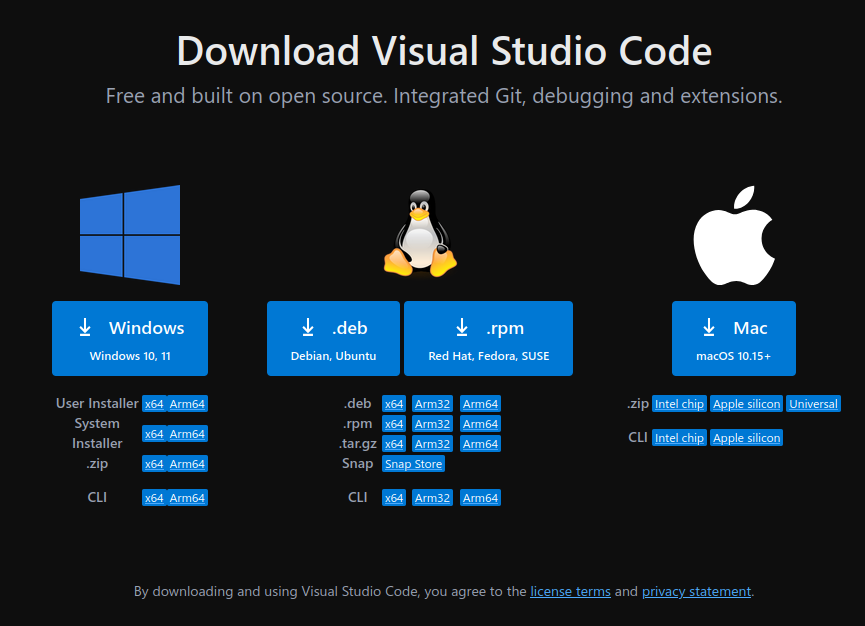 Download Visual Studio Code
Free and built on open source. Integrated Git, debugging and extensions.
Windows
Windows 10, 11
User Installer x64 Arm64
System
Installer x64 Arm64
.zip x64 Arm64
CLI x64 Arm64
.deb
Debian, Ubuntu
.rpm
Red Hat, Fedora, SUSE
.deb x64 Arm32 Arm64
.rpm x64 Arm32 Arm64
.tar.gz x64 Arm32 Arm64
Snap Snap Store
CLI x64 Arm32 Arm64
Mac
macOS 10.15+
.zip Intel chip Apple silicon Universal
CLI Intel chip Apple silicon
By downloading and using Visual Studio Code, you agree to the license terms and privacy statement.